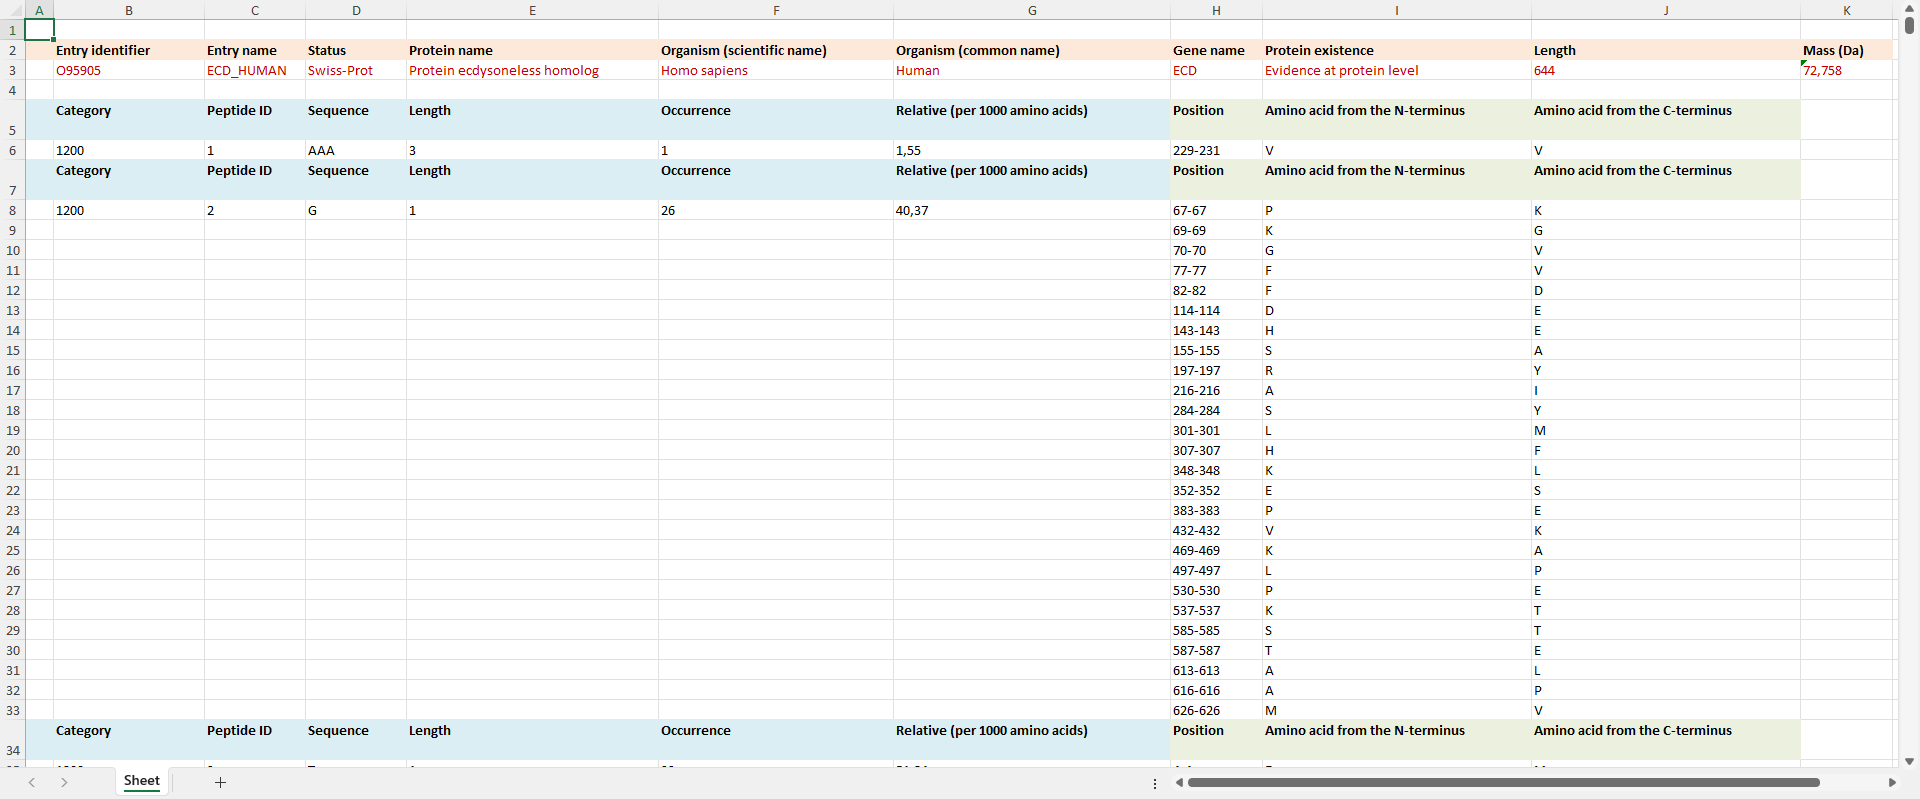 A B C D E F G H I J K
1
2 Entry identifier Entry name Status Protein name Organism (scientific name) Organism (common name) Gene name Protein existence Length Mass (Da)
3 O95905 ECD_HUMAN Swiss-Prot Protein ecdysoneless homolog Homo sapiens Human ECD Evidence at protein level 644 72,758
4
5 Category Peptide ID Sequence Length Occurrence Relative (per 1000 amino acids) Position Amino acid from the N-terminus Amino acid from the C-terminus
6 1200 1 AAA 3 1 1,55 229-231 V V
7 Category Peptide ID Sequence Length Occurrence Relative (per 1000 amino acids) Position Amino acid from the N-terminus Amino acid from the C-terminus
8 1200 2 G 1 26 40,37 67-67 P K
9 69-69 K G
10 70-70 G V
11 77-77 F V
12 82-82 F D
13 114-114 D E
14 143-143 H E
15 155-155 S A
16 197-197 R Y
17 216-216 A I
18 284-284 S Y
19 301-301 L M
20 307-307 H F
21 348-348 K L
22 352-352 E S
23 383-383 P E
24 432-432 V K
25 469-469 K A
26 497-497 L P
27 530-530 P E
28 537-537 K T
29 585-585 S T
30 587-587 T E
31 613-613 A L
32 616-616 A P
33 626-626 M V
34 Category Peptide ID Sequence Length Occurrence Relative (per 1000 amino acids) Position Amino acid from the N-terminus Amino acid from the C-terminus
Sheet